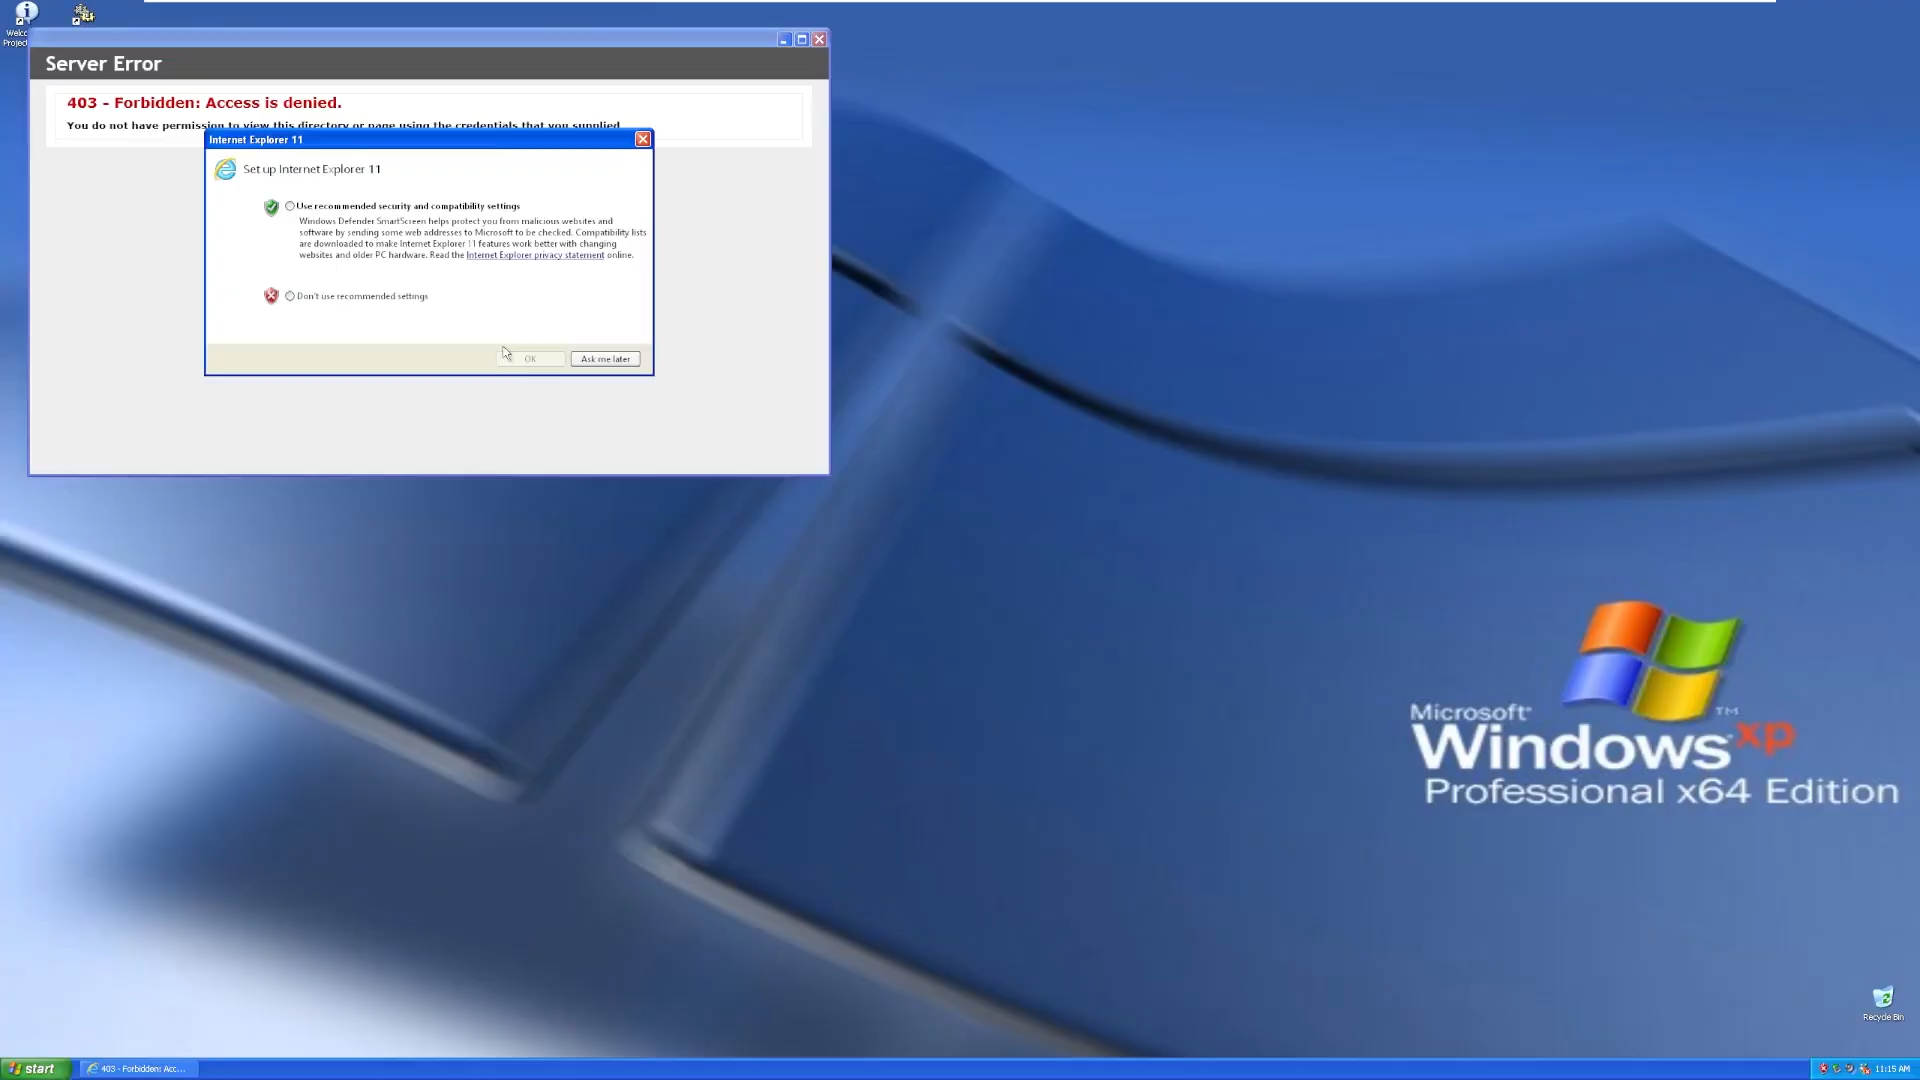 Server Error
403 - Forbidden: Access is denied.
You do not have permission to view this directory or page using the credentials that you supplied.
Internet Explorer 11
Set up Internet Explorer 11
Use recommended security and compatibility settings
Windows Defender SmartScreen helps protect you from malicious websites and
software by sending some web addresses to Microsoft to be checked. Compatibility lists
are downloaded to make Internet Explorer 11 features work better with changing
websites and older PC hardware. Read the Internet Explorer privacy statement online.
Don't use recommended settings
OK
Ask me later
Microsoft®
Windows xp ™
Professional x64 Edition
Recycle Bin
start
403 - Forbidden: Acc...
11:15 AM